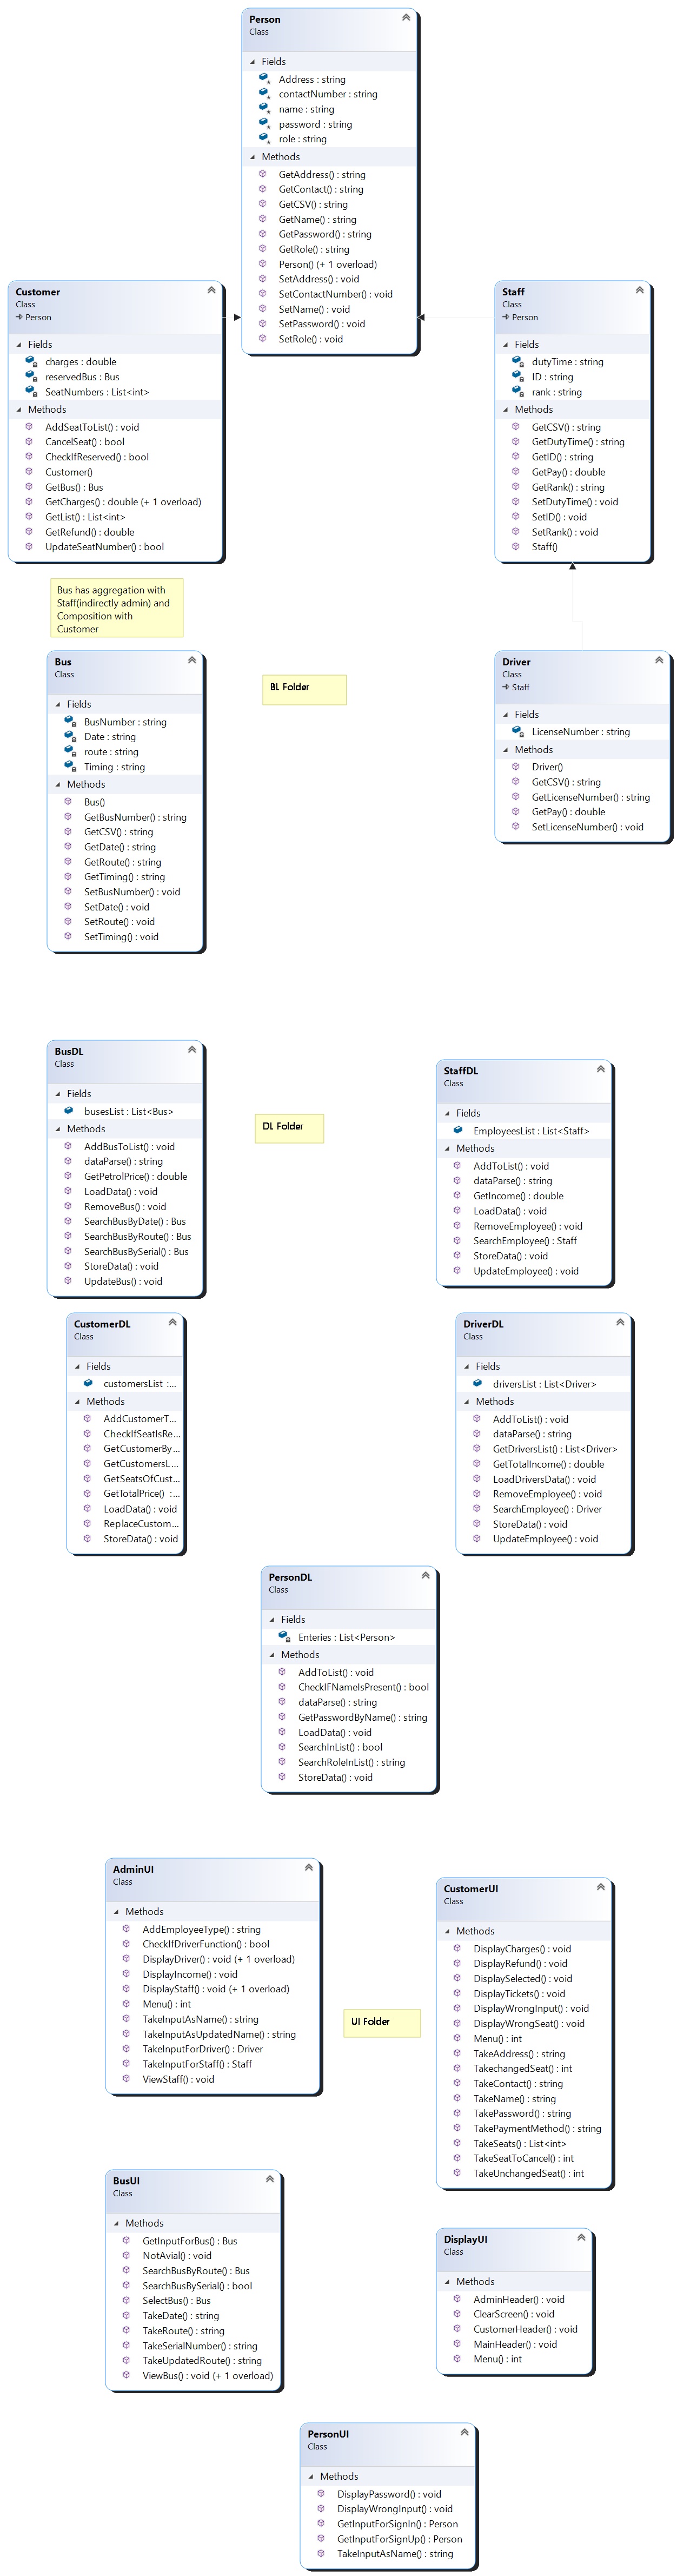 Person
Class
Fields
Address : string
contactNumber : string
name : string
password : string
role : string
Methods
GetAddress() : string
GetContact() : string
GetCSV() : string
GetName() : string
GetPassword() : string
GetRole() : string
Person() (+ 1 overload)
SetAddress() : void
SetContactNumber() : void
SetName() : void
SetPassword() : void
SetRole() : void
Customer
Class
Person
Fields
charges : double
reservedBus : Bus
SeatNumbers : List<int>
Methods
AddSeatToList() : void
CancelSeat() : bool
CheckIfReserved() : bool
Customer()
GetBus() : Bus
GetCharges() : double (+ 1 overload)
GetList() : List<int>
GetRefund() : double
UpdateSeatNumber() : bool
Staff
Class
Person
Fields
dutyTime : string
ID : string
rank : string
Methods
GetCSV() : string
GetDutyTime() : string
GetID() : string
GetPay() : double
GetRank() : string
SetDutyTime() : void
SetID() : void
SetRank() : void
Staff()
Bus has aggregation with
Staff(indirectly admin) and
Composition with
Customer
Bus
Class
Fields
BusNumber : string
Date : string
route : string
Timing : string
Methods
Bus()
GetBusNumber() : string
GetCSV() : string
GetDate() : string
GetRoute() : string
GetTiming() : string
SetBusNumber() : void
SetDate() : void
SetRoute() : void
SetTiming() : void
BL Folder
Driver
Class
Staff
Fields
LicenseNumber : string
Methods
Driver()
GetCSV() : string
GetLicenseNumber() : string
GetPay() : double
SetLicenseNumber() : void
BusDL
Class
Fields
busesList : List<Bus>
Methods
AddBusToList() : void
dataParse() : string
GetPetrolPrice() : double
LoadData() : void
RemoveBus() : void
SearchBusByDate() : Bus
SearchBusByRoute() : Bus
SearchBusBySerial() : Bus
StoreData() : void
UpdateBus() : void
DL Folder
StaffDL
Class
Fields
EmployeesList : List<Staff>
Methods
AddToList() : void
dataParse() : string
GetIncome() : double
LoadData() : void
RemoveEmployee() : void
SearchEmployee() : Staff
StoreData() : void
UpdateEmployee() : void
CustomerDL
Class
Fields
customersList :...
Methods
AddCustomerT...
CheckIfSeatIsRe...
GetCustomerBy...
GetCustomersL...
GetSeatsOfCust...
GetTotalPrice() :...
LoadData() : void
ReplaceCustom...
StoreData() : void
DriverDL
Class
Fields
driversList : List<Driver>
Methods
AddToList() : void
dataParse() : string
GetDriversList() : List<Driver>
GetTotalIncome() : double
LoadDriversData() : void
RemoveEmployee() : void
SearchEmployee() : Driver
StoreData() : void
UpdateEmployee() : void
PersonDL
Class
Fields
Enteries : List<Person>
Methods
AddToList() : void
CheckIFNameIsPresent() : bool
dataParse() : string
GetPasswordByName() : string
LoadData() : void
SearchInList() : bool
SearchRoleInList() : string
StoreData() : void
AdminUI
Class
Methods
AddEmployeeType() : string
CheckIfDriverFunction() : bool
DisplayDriver() : void (+ 1 overload)
DisplayIncome() : void
DisplayStaff() : void (+ 1 overload)
Menu() : int
TakeInputAsName() : string
TakeInputAsUpdatedName() : string
TakeInputForDriver() : Driver
TakeInputForStaff() : Staff
ViewStaff() : void
UI Folder
CustomerUI
Class
Methods
DisplayCharges() : void
DisplayRefund() : void
DisplaySelected() : void
DisplayTickets() : void
DisplayWrongInput() : void
DisplayWrongSeat() : void
Menu() : int
TakeAddress() : string
TakechangedSeat() : int
TakeContact() : string
TakeName() : string
TakePassword() : string
TakePaymentMethod() : string
TakeSeats() : List<int>
TakeSeatToCancel() : int
TakeUnchangedSeat() : int
BusUI
Class
Methods
GetInputForBus() : Bus
NotAvial() : void
SearchBusByRoute() : Bus
SearchBusBySerial() : bool
SelectBus() : Bus
TakeDate() : string
TakeRoute() : string
TakeSerialNumber() : string
TakeUpdatedRoute() : string
ViewBus() : void (+ 1 overload)
DisplayUI
Class
Methods
AdminHeader() : void
ClearScreen() : void
CustomerHeader() : void
MainHeader() : void
Menu() : int
PersonUI
Class
Methods
DisplayPassword() : void
DisplayWrongInput() : void
GetInputForSignIn() : Person
GetInputForSignUp() : Person
TakeInputAsName() : string